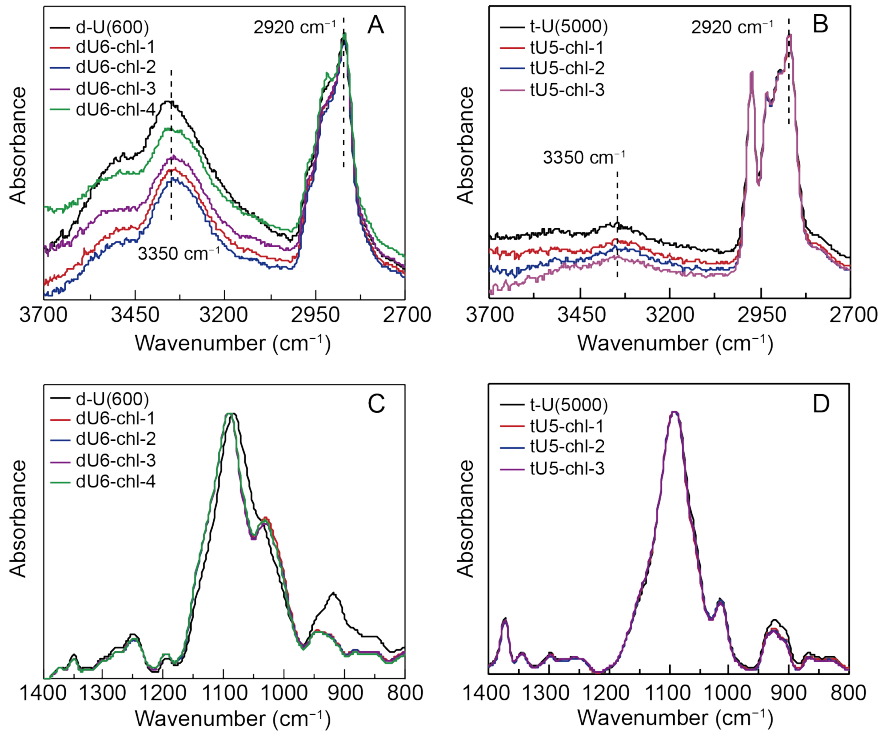 A
d-U(600)
dU6-chl-1
dU6-chl-2
dU6-chl-3
dU6-chl-4
2920 cm⁻¹
3350 cm⁻¹
Absorbance
3700 3450 3200 2950 2700
Wavenumber (cm⁻¹)
B
t-U(5000)
tU5-chl-1
tU5-chl-2
tU5-chl-3
2920 cm⁻¹
3350 cm⁻¹
Absorbance
3700 3450 3200 2950 2700
Wavenumber (cm⁻¹)
C
d-U(600)
dU6-chl-1
dU6-chl-2
dU6-chl-3
dU6-chl-4
Absorbance
1400 1300 1200 1100 1000 900 800
Wavenumber (cm⁻¹)
D
t-U(5000)
tU5-chl-1
tU5-chl-2
tU5-chl-3
Absorbance
1400 1300 1200 1100 1000 900 800
Wavenumber (cm⁻¹)